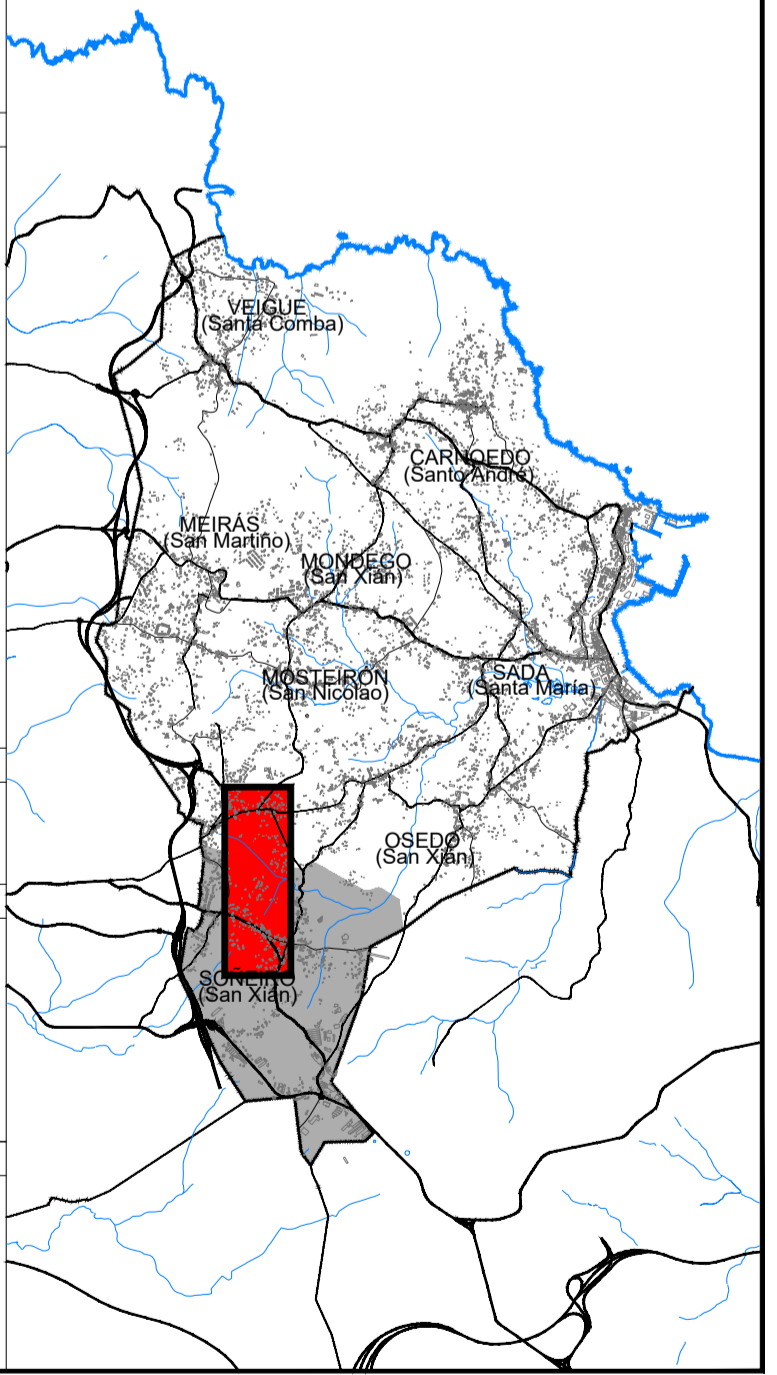 VEIGUE
(Santa Comba)
CARNOEDO
(Santo André)
MEIRÁS
(San Martiño)
MONDEGO
(San Xián)
MOSTEIRÓN
(San Nicolao)
SADA
(Santa María)
OSEDO
(San Xián)
SOÑEIRO
(San Xián)